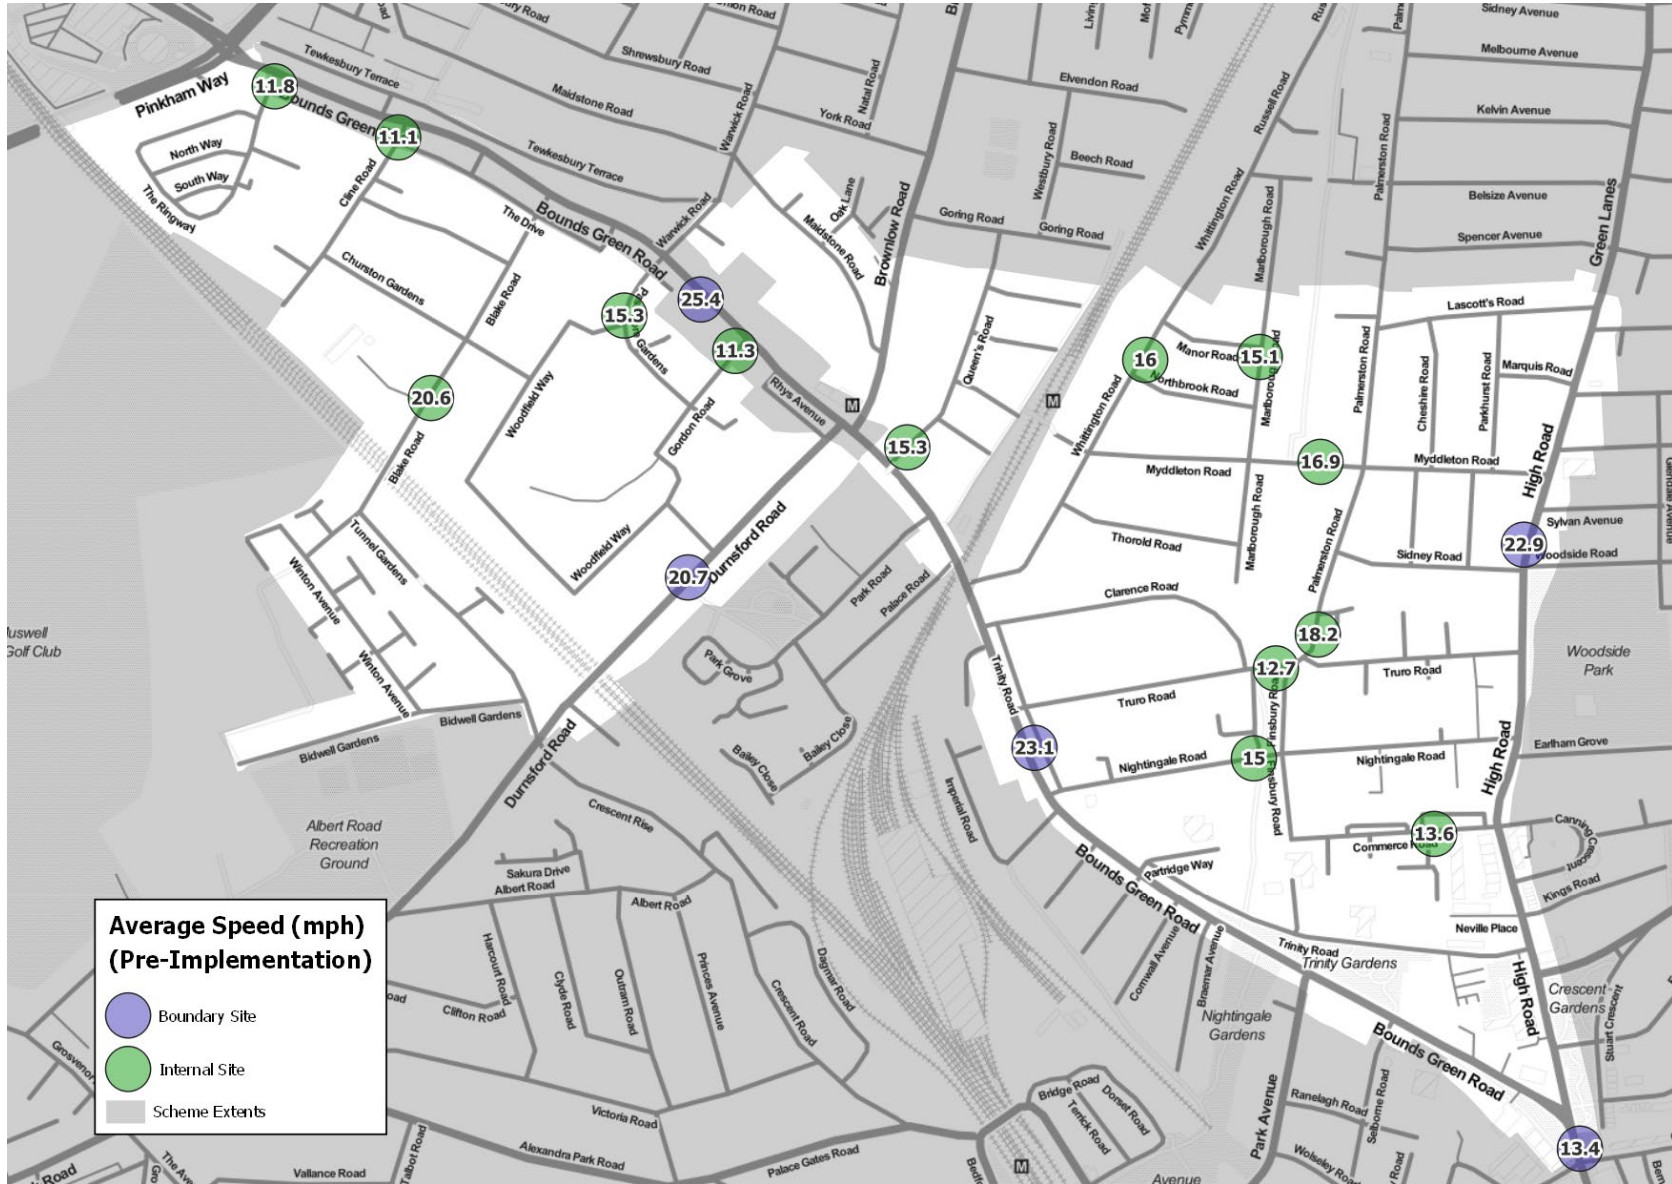 Sidney Avenue
Melbourne Avenue
Shrewsbury Road
Elvendon Road
Tewkesbury Terrace
Pinkham Way
11.8
Maidstone Road
Natal Road
Warwick Road
Russell Road
Kelvin Avenue
York Road
11.1
North Way
South Way
The Ringway
Cline Road
Tewkesbury Terrace
Westbury Road
Beech Road
Palmerston Road
Belsize Avenue
Oak Lane
Whittington Road
Marlborough Road
Green Lanes
The Drive
Bounds Green Road
Warwick Road
Maidstone Road
Brownlow Road
Goring Road
Goring Road
Spencer Avenue
Churston Gardens
Blake Road
25.4
15.3
11.3
Gardens
Lascott's Road
Queen's Road
16
Manor Road
15.1
Northbrook Road
Palmerston Road
Cheshire Road
Parkhurst Road
Marquis Road
20.6
Woodfield Way
Rhys Avenue
M
M
Gordon Road
Blake Road
15.3
Whittington Road
Myddleton Road
16.9
Myddleton Road
High Road
Tunnel Gardens
Winton Avenue
Woodfield Way
Durnsford Road
20.7
Park Road
Palace Road
Thorold Road
Marlborough Road
Palmerston Road
Sidney Road
22.9
Sylvan Avenue
Woodside Road
Clarence Road
18.2
12.7
Golf Club
Winton Avenue
Park Grove
Trinity Road
Truro Road
Truro Road
Woodside
Park
Bidwell Gardens
Bidwell Gardens
Durnsford Road
Bailey Close
Bailey Close
23.1
Nightingale Road
15
Finsbury Road
Nightingale Road
High Road
Earlham Grove
Albert Road
Recreation
Ground
Crescent Rise
Imperial Road
13.6
Commerce Road
Canning Crescent
Kings Road
Sakura Drive
Albert Road
Albert Road
Partridge Way
Bounds Green Road
Neville Place
Trinity Road
Trinity Gardens
High Road
Crescent
Gardens
Stuart Crescent
Average Speed (mph)
(Pre-Implementation)
Boundary Site
Internal Site
Scheme Extents
Harcourt Road
Clifton Road
Clyde Road
Outram Road
Princes Avenue
Crescent Road
Dagmar Road
Cornwall Avenue
Braemar Avenue
Nightingale
Gardens
Bounds Green Road
Victoria Road
Bridge Road
Terrick Road
Dorset Road
Park Avenue
Ranelagh Road
Selborne Road
Wolseley Road
13.4
Vallance Road
Talbot Road
Alexandra Park Road
Palace Gates Road
M
Avenue